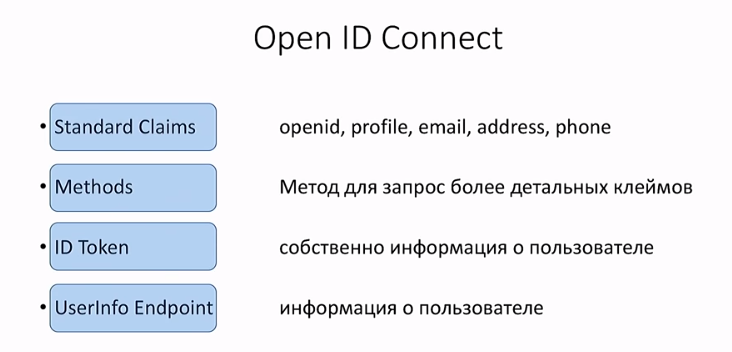 Open ID Connect
• Standard Claims openid, profile, email, address, phone
• Methods Метод для запрос более детальных клеймов
• ID Token собственно информация о пользователе
• UserInfo Endpoint информация о пользователе